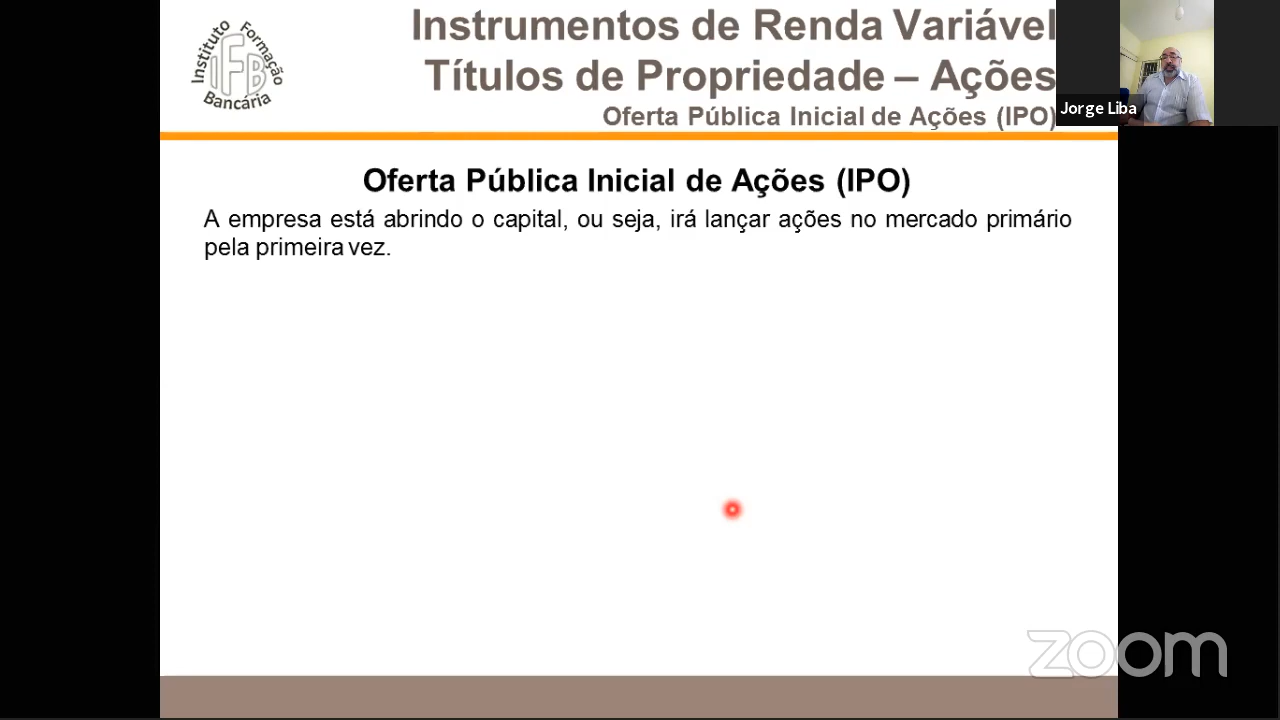 Instituto Formação
IFB
Bancária
Instrumentos de Renda Variável
Títulos de Propriedade – Ações
Oferta Pública Inicial de Ações (IPO)
Jorge Liba
Oferta Pública Inicial de Ações (IPO)
A empresa está abrindo o capital, ou seja, irá lançar ações no mercado primário
pela primeira vez.
zoom